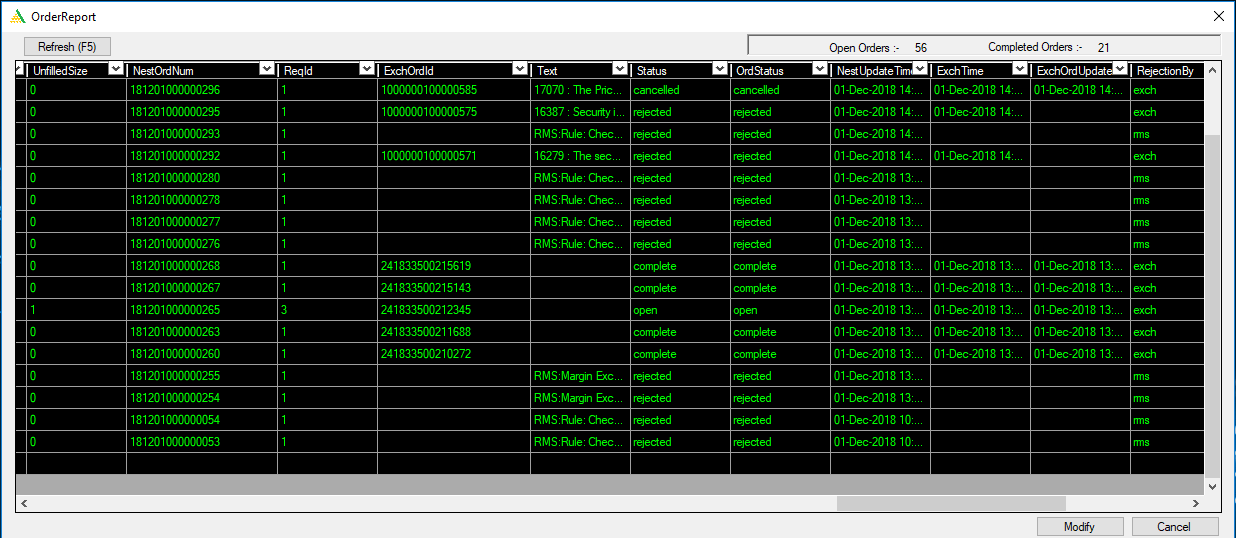 OrderReport
Refresh (F5)
Open Orders :- 56 Completed Orders :- 21
UnfilledSize NestOrdNum ReqId ExchOrdId Text Status OrdStatus NestUpdateTime ExchTime ExchOrdUpdate RejectionBy
0 181201000000296 1 1000000100000585 17070 : The Pric... cancelled cancelled 01-Dec-2018 14:... 01-Dec-2018 14:... 01-Dec-2018 14:... exch
0 181201000000295 1 1000000100000575 16387 : Security i... rejected rejected 01-Dec-2018 14:... 01-Dec-2018 14:... exch
0 181201000000293 1 RMS:Rule: Chec... rejected rejected 01-Dec-2018 14:... rms
0 181201000000292 1 1000000100000571 16279 : The sec... rejected rejected 01-Dec-2018 14:... 01-Dec-2018 14:... exch
0 181201000000280 1 RMS:Rule: Chec... rejected rejected 01-Dec-2018 13:... rms
0 181201000000278 1 RMS:Rule: Chec... rejected rejected 01-Dec-2018 13:... rms
0 181201000000277 1 RMS:Rule: Chec... rejected rejected 01-Dec-2018 13:... rms
0 181201000000276 1 RMS:Rule: Chec... rejected rejected 01-Dec-2018 13:... rms
0 181201000000268 1 241833500215619 complete complete 01-Dec-2018 13:... 01-Dec-2018 13:... 01-Dec-2018 13:... exch
0 181201000000267 1 241833500215143 complete complete 01-Dec-2018 13:... 01-Dec-2018 13:... 01-Dec-2018 13:... exch
1 181201000000265 3 241833500212345 open open 01-Dec-2018 13:... 01-Dec-2018 13:... 01-Dec-2018 13:... exch
0 181201000000263 1 241833500211688 complete complete 01-Dec-2018 13:... 01-Dec-2018 13:... 01-Dec-2018 13:... exch
0 181201000000260 1 241833500210272 complete complete 01-Dec-2018 13:... 01-Dec-2018 13:... 01-Dec-2018 13:... exch
0 181201000000255 1 RMS:Margin Exc... rejected rejected 01-Dec-2018 13:... rms
0 181201000000254 1 RMS:Margin Exc... rejected rejected 01-Dec-2018 13:... rms
0 181201000000054 1 RMS:Rule: Chec... rejected rejected 01-Dec-2018 10:... rms
0 181201000000053 1 RMS:Rule: Chec... rejected rejected 01-Dec-2018 10:... rms
Modify Cancel